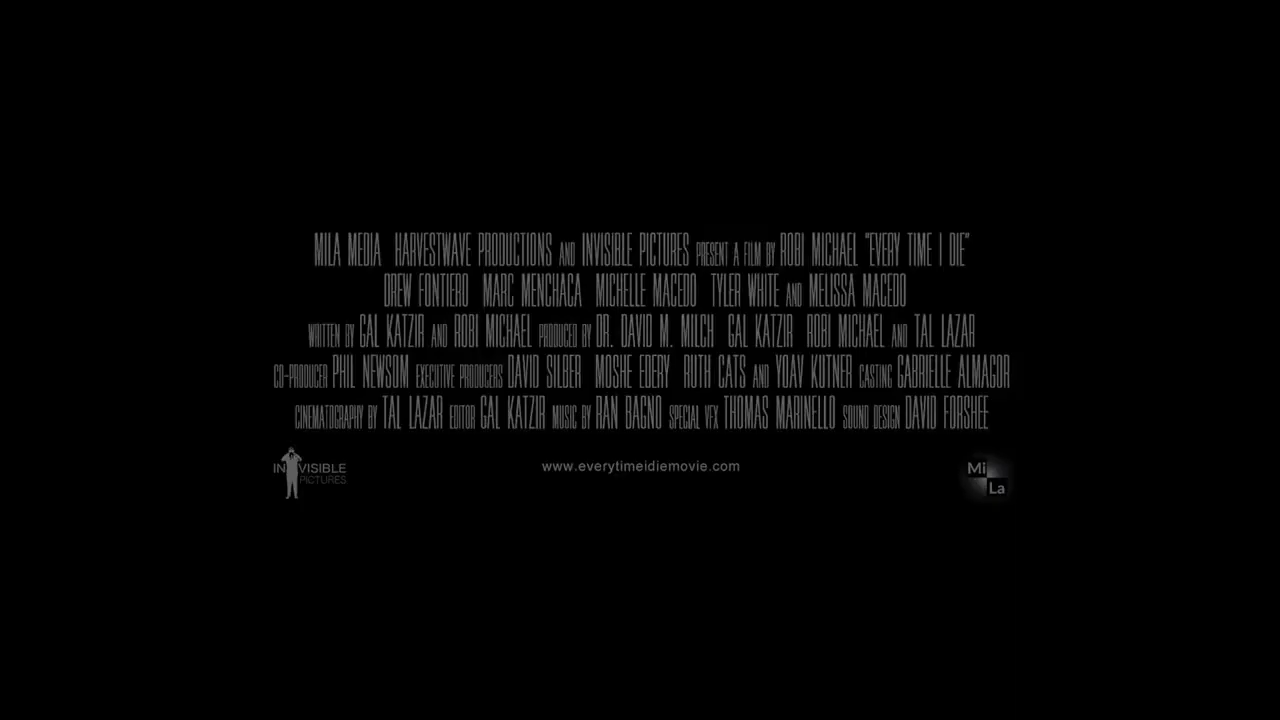 MILA MEDIA HARVESTWAVE PRODUCTIONS AND INVISIBLE PICTURES PRESENT A FILM BY ROBI MICHAEL "EVERY TIME I DIE"
DREW FONTIERO MARC MENCHACA MICHELLE MACEDO TYLER WHITE AND MELISSA MACEDO
WRITTEN BY GAL KATZIR AND ROBI MICHAEL PRODUCED BY DR. DAVID M. MILCH GAL KATZIR ROBI MICHAEL AND TAL LAZAR
CO-PRODUCER PHIL NEWSOM EXECUTIVE PRODUCERS DAVID SILBER MOSHE EDERY RUTH CATS AND YOAV KUTNER CASTING GABRIELLE ALMAGOR
CINEMATOGRAPHY BY TAL LAZAR EDITOR GAL KATZIR MUSIC BY RAN BAGNO SPECIAL VFX THOMAS MARINELLO SOUND DESIGN DAVID FORSHEE
INVISIBLE
PICTURES
www.everytimeidiemovie.com
Mi
La